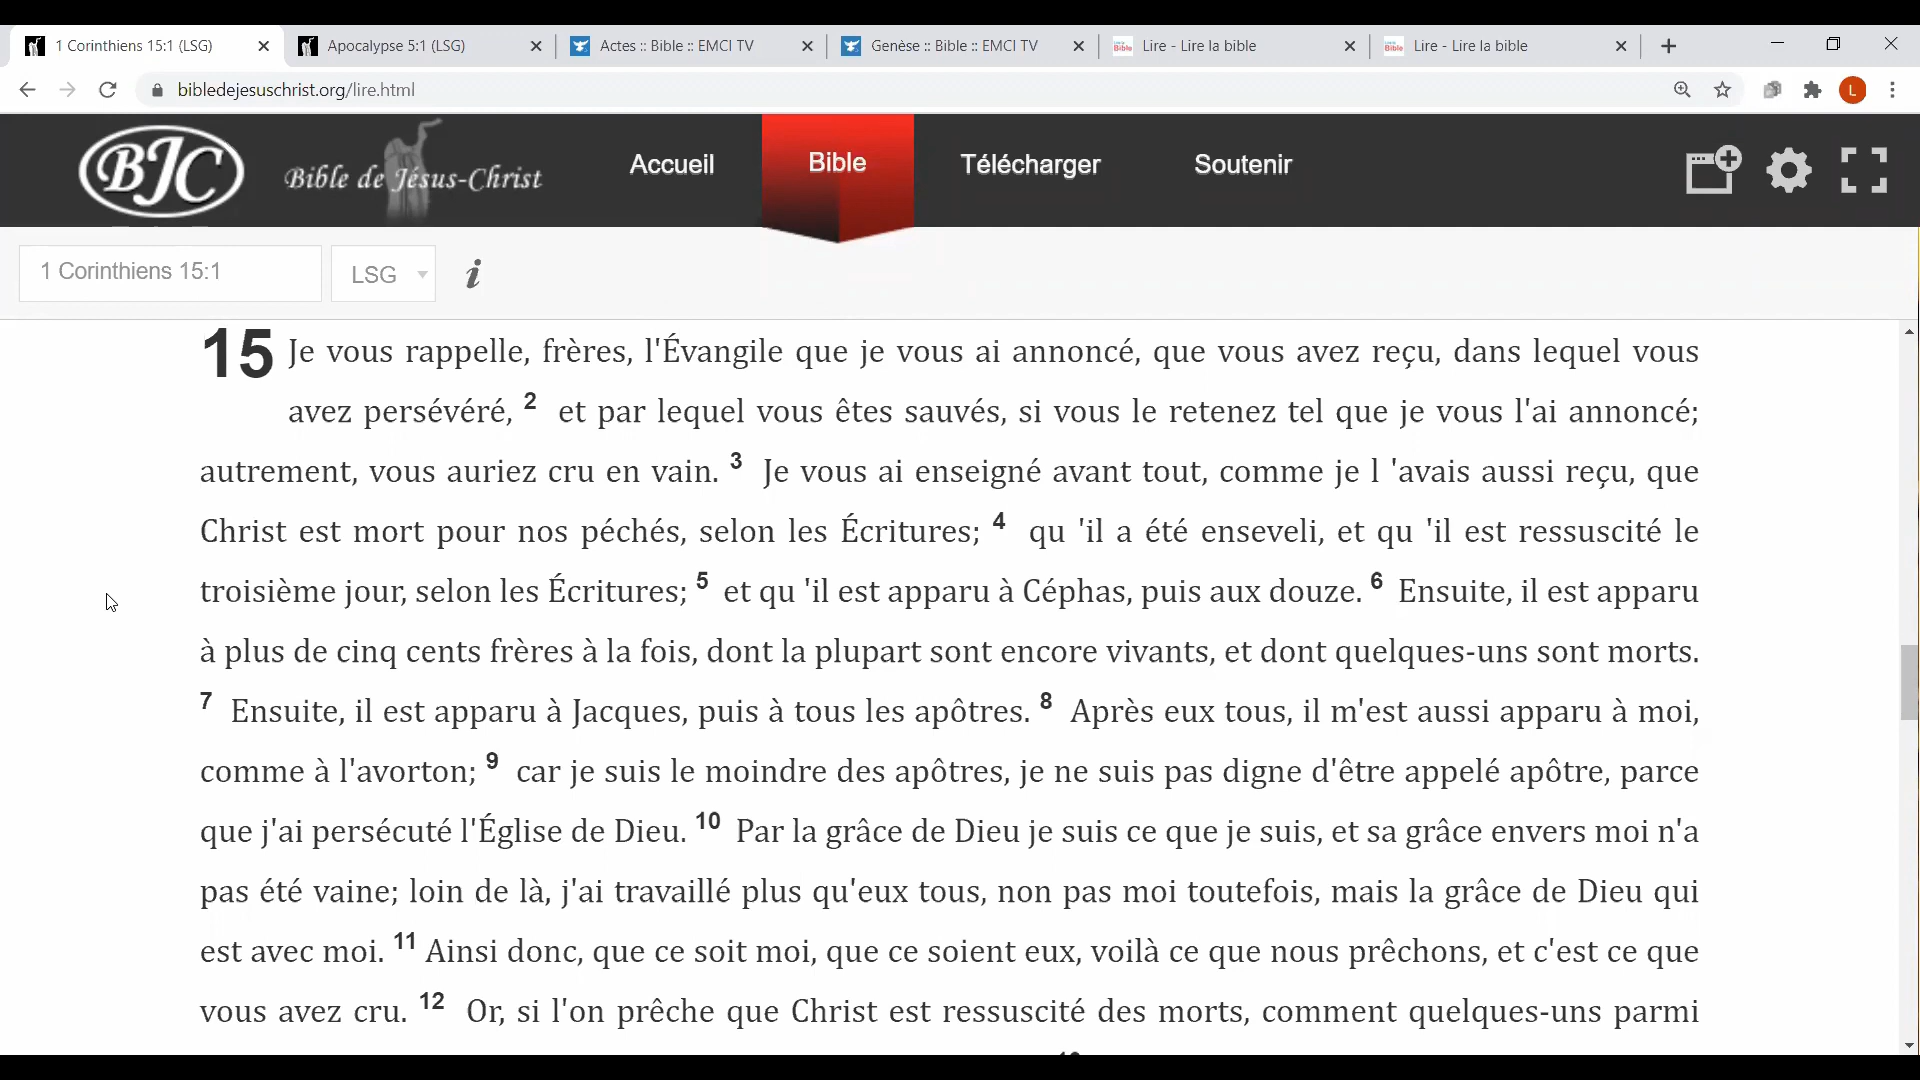 1 Corinthiens 15:1 (LSG)
Apocalypse 5:1 (LSG)
Actes :: Bible :: EMCI TV
Genèse :: Bible :: EMCI TV
Bible
Lire - Lire la bible
Bible
Lire - Lire la bible
bibledejesuschrist.org/lire.html
L
BJC
Bible de Jésus-Christ
Accueil
Bible
Télécharger
Soutenir
1 Corinthiens 15:1
LSG
i
15 Je vous rappelle, frères, l'Évangile que je vous ai annoncé, que vous avez reçu, dans lequel vous
avez persévéré, 2 et par lequel vous êtes sauvés, si vous le retenez tel que je vous l'ai annoncé;
autrement, vous auriez cru en vain. 3 Je vous ai enseigné avant tout, comme je l 'avais aussi reçu, que
Christ est mort pour nos péchés, selon les Écritures; 4 qu 'il a été enseveli, et qu 'il est ressuscité le
troisième jour, selon les Écritures; 5 et qu 'il est apparu à Céphas, puis aux douze. 6 Ensuite, il est apparu
à plus de cinq cents frères à la fois, dont la plupart sont encore vivants, et dont quelques-uns sont morts.
7 Ensuite, il est apparu à Jacques, puis à tous les apôtres. 8 Après eux tous, il m'est aussi apparu à moi,
comme à l'avorton; 9 car je suis le moindre des apôtres, je ne suis pas digne d'être appelé apôtre, parce
que j'ai persécuté l'Église de Dieu. 10 Par la grâce de Dieu je suis ce que je suis, et sa grâce envers moi n'a
pas été vaine; loin de là, j'ai travaillé plus qu'eux tous, non pas moi toutefois, mais la grâce de Dieu qui
est avec moi. 11 Ainsi donc, que ce soit moi, que ce soient eux, voilà ce que nous prêchons, et c'est ce que
vous avez cru. 12 Or, si l'on prêche que Christ est ressuscité des morts, comment quelques-uns parmi